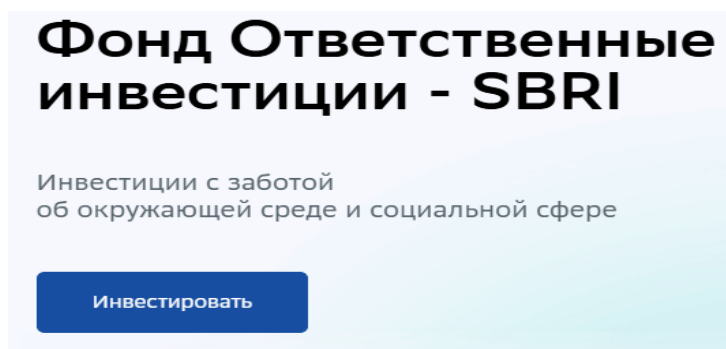 Фонд Ответственные
инвестиции - SBRI
Инвестиции с заботой
об окружающей среде и социальной сфере
Инвестировать